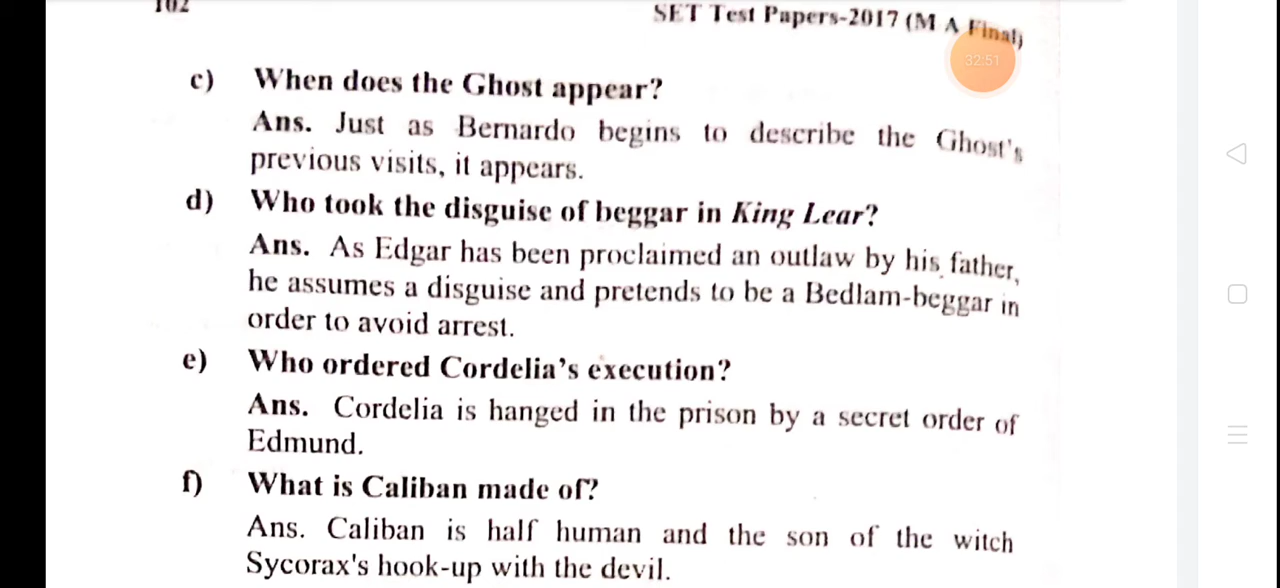 102
SET Test Papers-2017 (M A Final)
32:51
c) When does the Ghost appear?
Ans. Just as Bernardo begins to describe the Ghost's
previous visits, it appears.
d) Who took the disguise of beggar in King Lear?
Ans. As Edgar has been proclaimed an outlaw by his father,
he assumes a disguise and pretends to be a Bedlam-beggar in
order to avoid arrest.
e) Who ordered Cordelia's execution?
Ans. Cordelia is hanged in the prison by a secret order of
Edmund.
f) What is Caliban made of?
Ans. Caliban is half human and the son of the witch
Sycorax's hook-up with the devil.